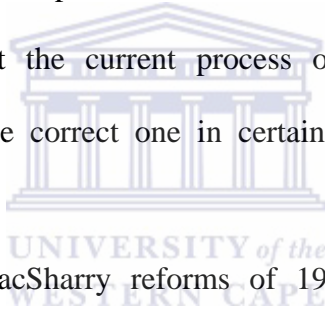 t the current process o
e correct one in certain
UNIVERSITY of the
acSharry reforms of 19
WESTERN CAPE